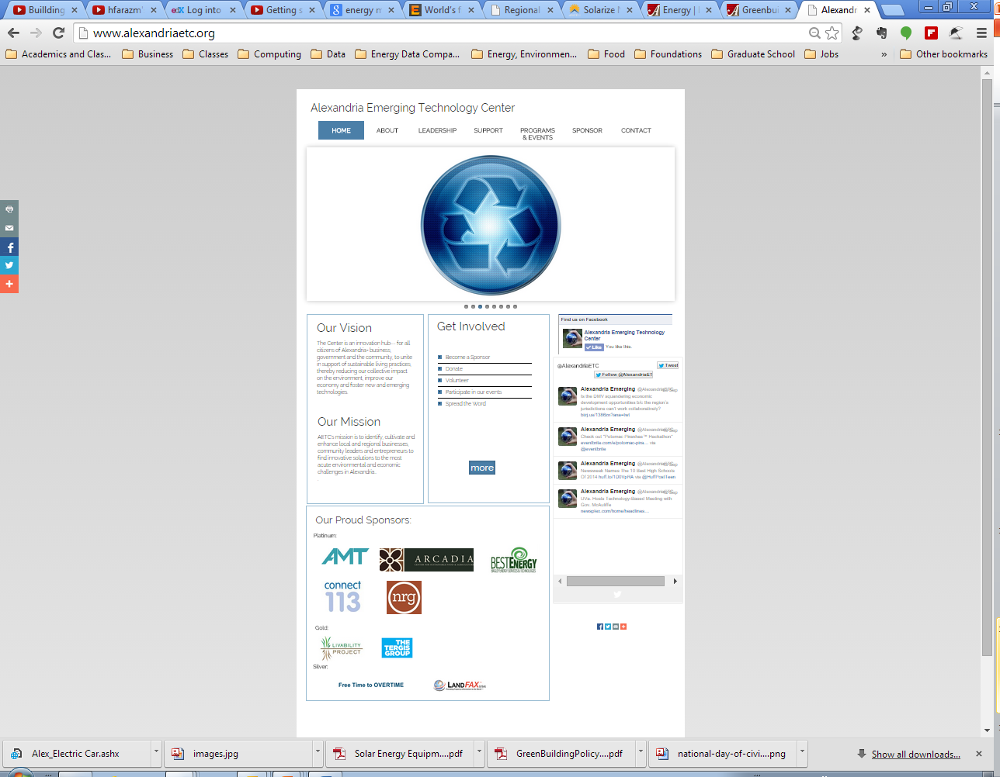 Buillding
hfarazm'
edX Log into
Getting s
energy m
World's f
Regional
Solarize
Energy |
Greenbui
Alexandr
www.alexandriaetc.org
Academics and Clas...
Business
Classes
Computing
Data
Energy Data Compa...
Energy, Environmen...
Food
Foundations
Graduate School
Jobs
»
Other bookmarks
Alexandria Emerging Technology Center
HOME
ABOUT
LEADERSHIP
SUPPORT
PROGRAMS
& EVENTS
SPONSOR
CONTACT
Our Vision
The Center is an innovation hub— for all
citizens of Alexandria- business,
government and the community, to unite
in support of sustainable living practices,
thereby reducing our collective impact
on the environment, improve our
economy and foster new and emerging
technologies.
Our Mission
AETC's mission is to identify, cultivate and
enhance local and regional businesses,
community leaders and entrepreneurs to
find innovative solutions to the most
acute environmental and economic
challenges in Alexandria.
Get Involved
Become a Sponsor
Donate
Volunteer
Participate in our events
Spread the Word
more
Find us on Facebook
Alexandria Emerging Technology
Center
Like You like this.
@AlexandriaETC
Tweet
Follow @AlexandriaET
Alexandria Emerging @AlexandriaETC
Is the DMV squandering economic
development opportunities b/c the region's
jurisdictions can't work collaboratively?
bizj.us/1386xn?ana=twt
Alexandria Emerging @AlexandriaETC
Check out "Potomac Piranhas™ Hackathon"
eventbrite.com/e/potomac-pira... via
@eventbrite
Alexandria Emerging @AlexandriaETC
Newsweek Names The 10 Best High Schools
Of 2014 huff.to/1D0VpRA via @HuffPostTeen
Alexandria Emerging @AlexandriaETC
UVa. Hosts Technology-Based Meeting with
Gov. McAuliffe
newsplex.com/home/headlines...
Our Proud Sponsors:
Platinum:
AMT
ARCADIA
BESTENERGY
connect
113
nrg
Gold:
LIVABILITY
PROJECT
THE
TERGIS
GROUP
Silver:
Free Time to OVERTIME
LANDFAX
Alex_Electric Car.ashx
images.jpg
Solar Energy Equipm....pdf
GreenBuildingPolicy....pdf
national-day-of-civi....png
Show all downloads...